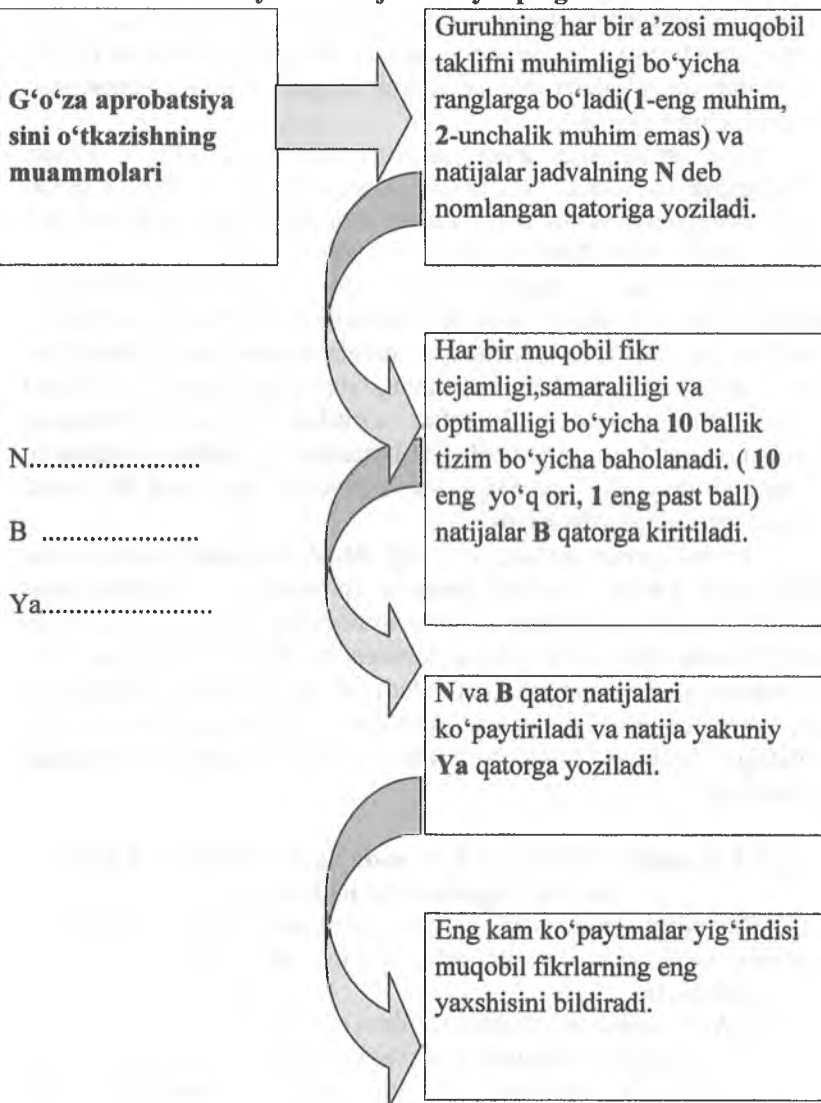 G‘o‘za aprobatsiya
sini o‘tkazishning
muammolari
Guruhning har bir a’zosi muqobil
taklifni muhimligi bo‘yicha
ranglarga bo‘ladi(1-eng muhim,
2-unchalik muhim emas) va
natijalar jadvalning N deb
nomlangan qatoriga yoziladi.
Har bir muqobil fikr
tejamligi,samaraliligi va
optimalligi bo‘yicha 10 ballik
tizim bo‘yicha baholanadi. ( 10
eng yo‘q ori, 1 eng past ball)
natijalar B qatorga kiritiladi.
N......................
B ......................
Ya........................
N va B qator natijalari
ko‘paytiriladi va natija yakuniy
Ya qatorga yoziladi.
Eng kam ko‘paytmalar yig‘indisi
muqobil fikrlarning eng
yaxshisini bildiradi.